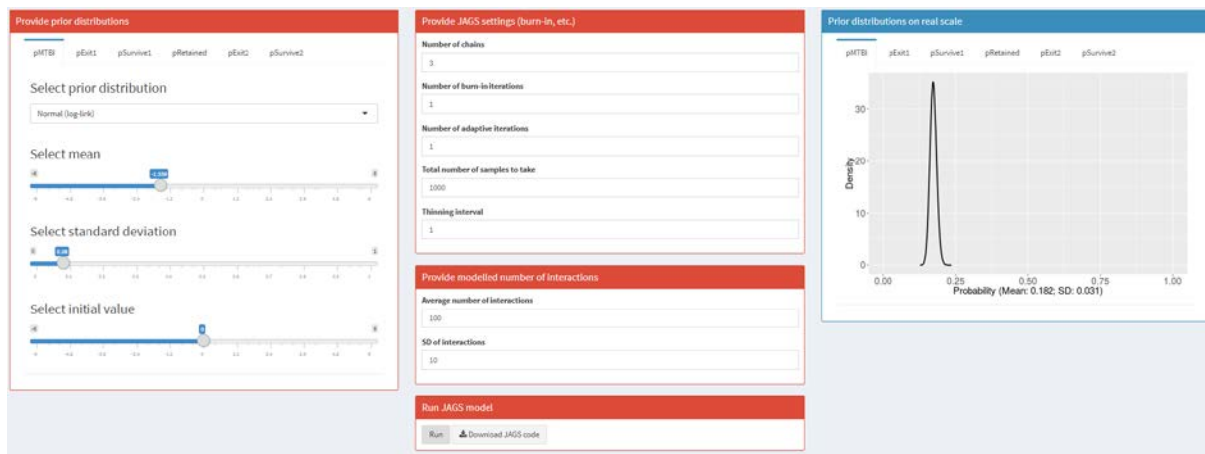 Provide prior distributions
pMTBI pExit1 pSurvive1 pRetained pExit2 pSurvive2
Select prior distribution
Normal (log-link)
Select mean
Select standard deviation
Select initial value
0
Provide JAGS settings (burn-in, etc.)
Number of chains
3
Number of burn-in iterations
1
Number of adaptive iterations
1
Total number of samples to take
1000
Thinning interval
1
Provide modelled number of interactions
Average number of interactions
100
SD of interactions
10
Run JAGS model
Run Download JAGS code
Prior distributions on real scale
pMTBI pExit1 pSurvive1 pRetained pExit2 pSurvive2
Density
30
20
10
0
0.00 0.25 0.50 0.75 1.00
Probability (Mean: 0.182; SD: 0.031)